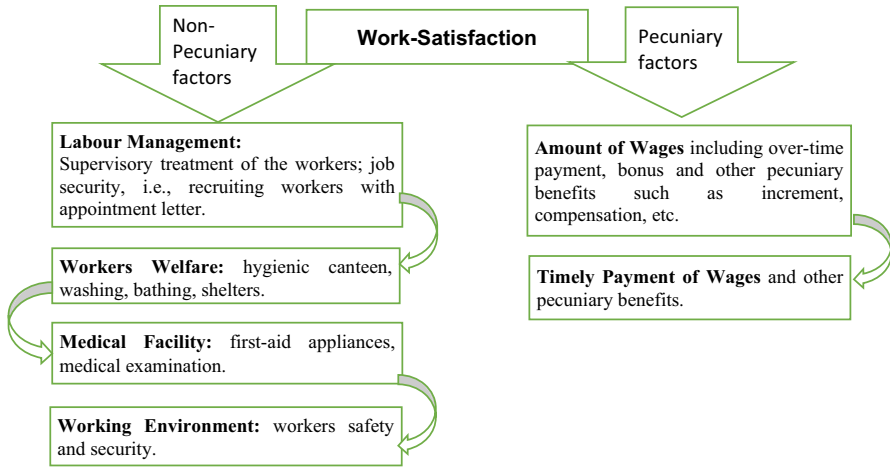 Non-
Pecuniary
factors
Work-Satisfaction
Pecuniary
factors
Labour Management:
Supervisory treatment of the workers; job
security, i.e., recruiting workers with
appointment letter.
Workers Welfare: hygienic canteen,
washing, bathing, shelters.
Medical Facility: first-aid appliances,
medical examination.
Working Environment: workers safety
and security.
Amount of Wages including over-time
payment, bonus and other pecuniary
benefits such as increment,
compensation, etc.
Timely Payment of Wages and other
pecuniary benefits.